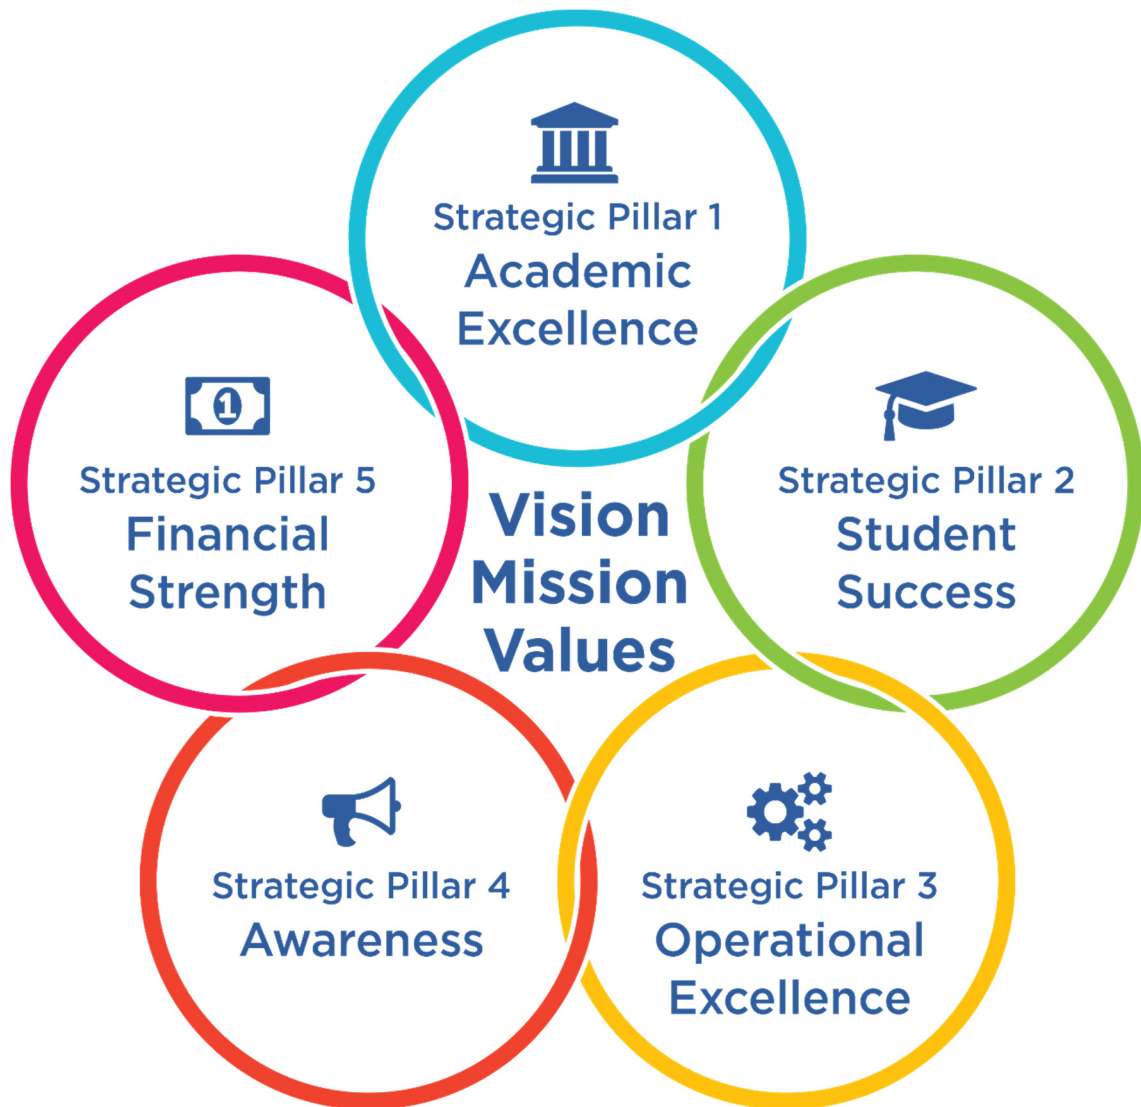 Strategic Pillar 1
Academic
Excellence
Strategic Pillar 2
Student
Success
Strategic Pillar 3
Operational
Excellence
Strategic Pillar 4
Awareness
1
Strategic Pillar 5
Financial
Strength
Vision
Mission
Values